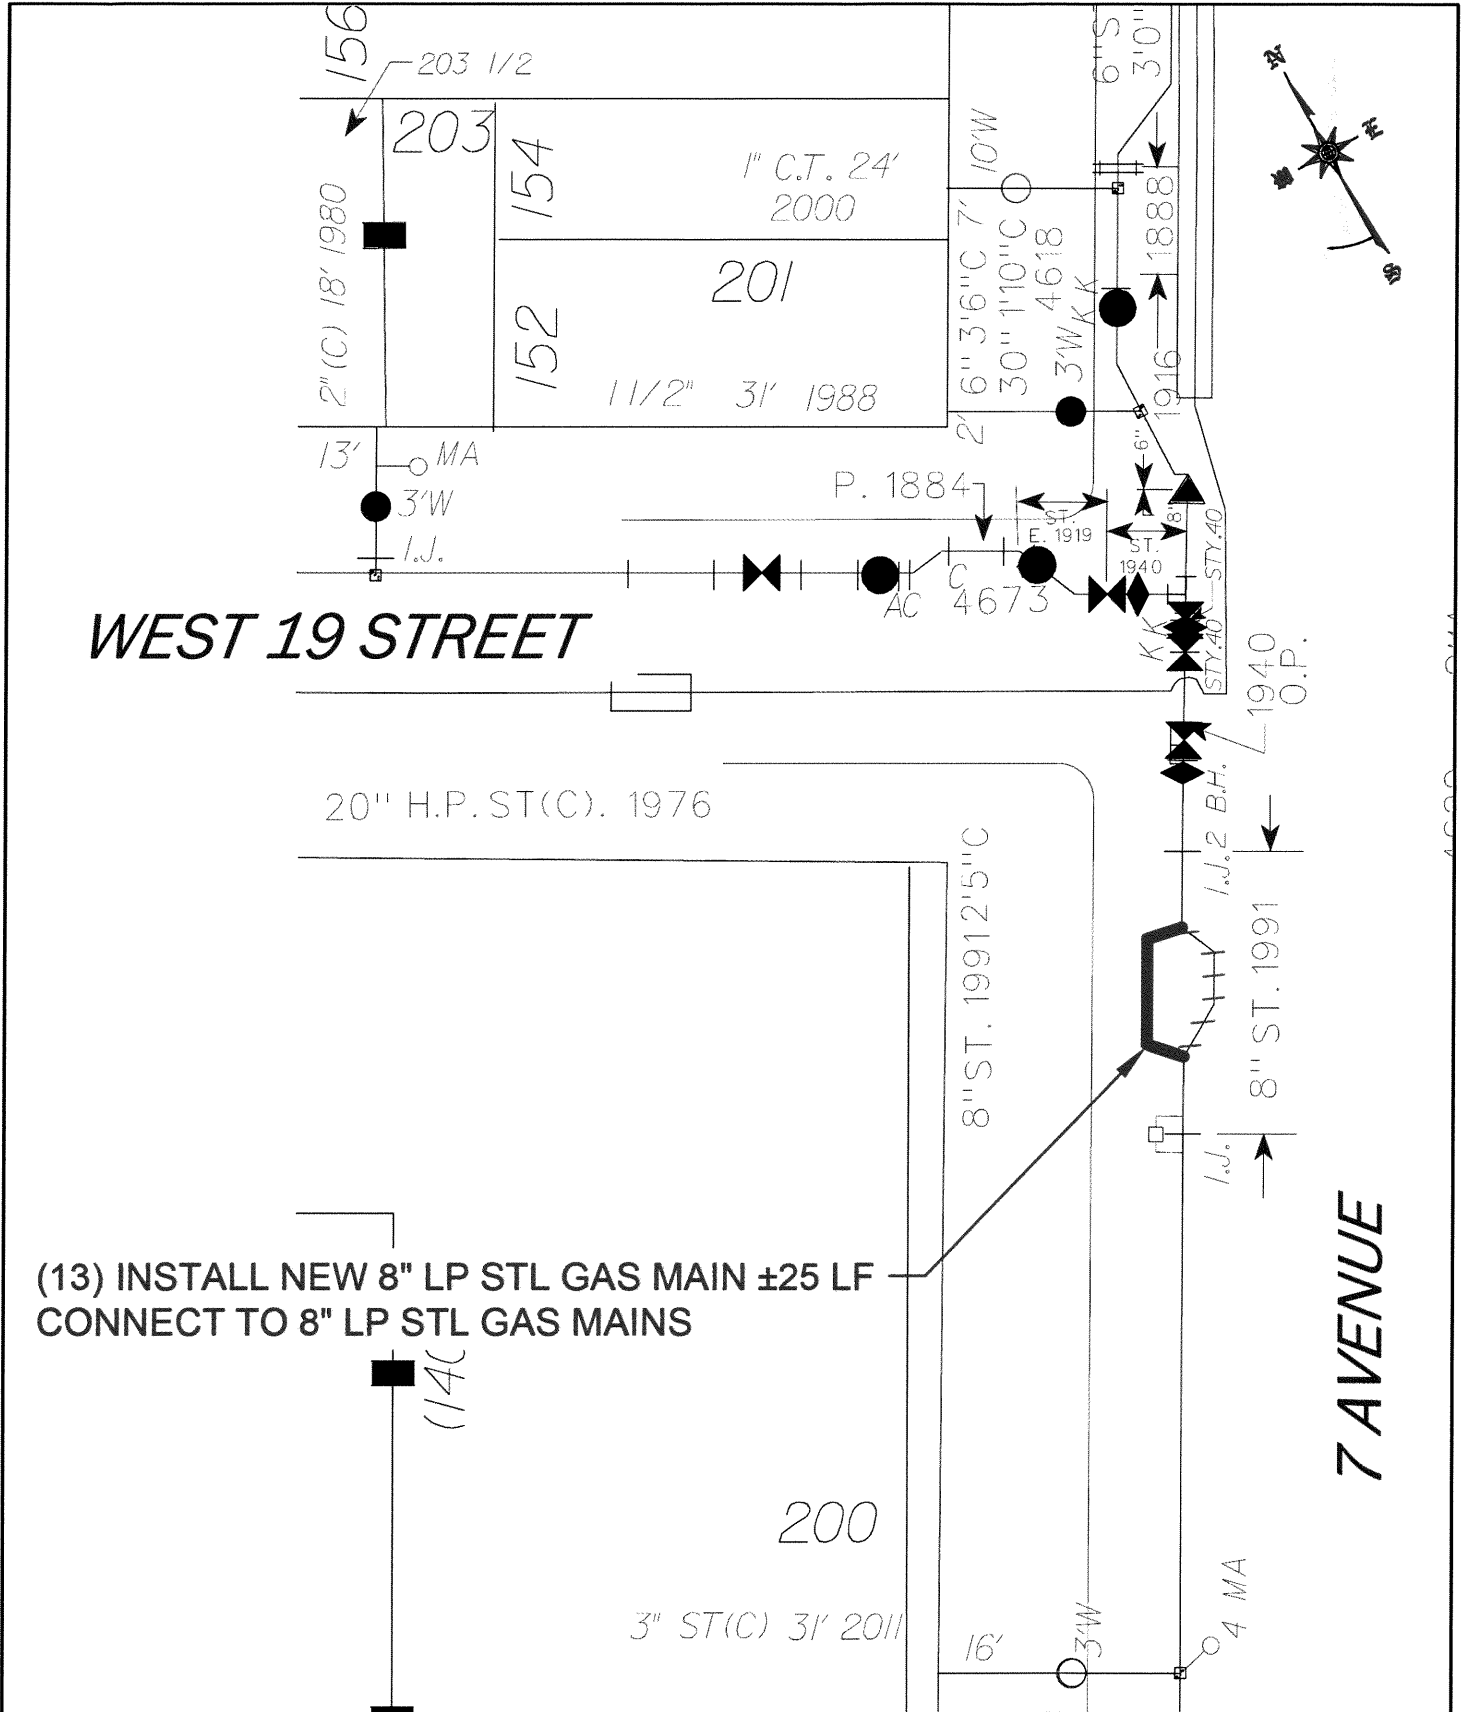 156
203 1/2
6"S
3'0"
N
E
W
S
203
154
1" C.T. 24'
2000
10'W
2"(C) 18' 1980
201
152
1 1/2" 31' 1988
6" 3'6"C 7'
30" 1'10"C
4618
3'W
K K
1888
1916
2'
6"
13'
MA
3'W
I.J.
P. 1884
ST.
E. 1919
ST.
1940
8'
STY.40
AC
C
4673
WEST 19 STREET
K K
STY.40
1940
O.P.
20" H.P. ST(C). 1976
I.J. 2 B.H.
8"ST. 1991 2'5"C
8" ST. 1991
I.J.
(13) INSTALL NEW 8" LP STL GAS MAIN ±25 LF
CONNECT TO 8" LP STL GAS MAINS
7 AVENUE
200
3" ST(C) 31' 2011
16'
3'W
4 MA